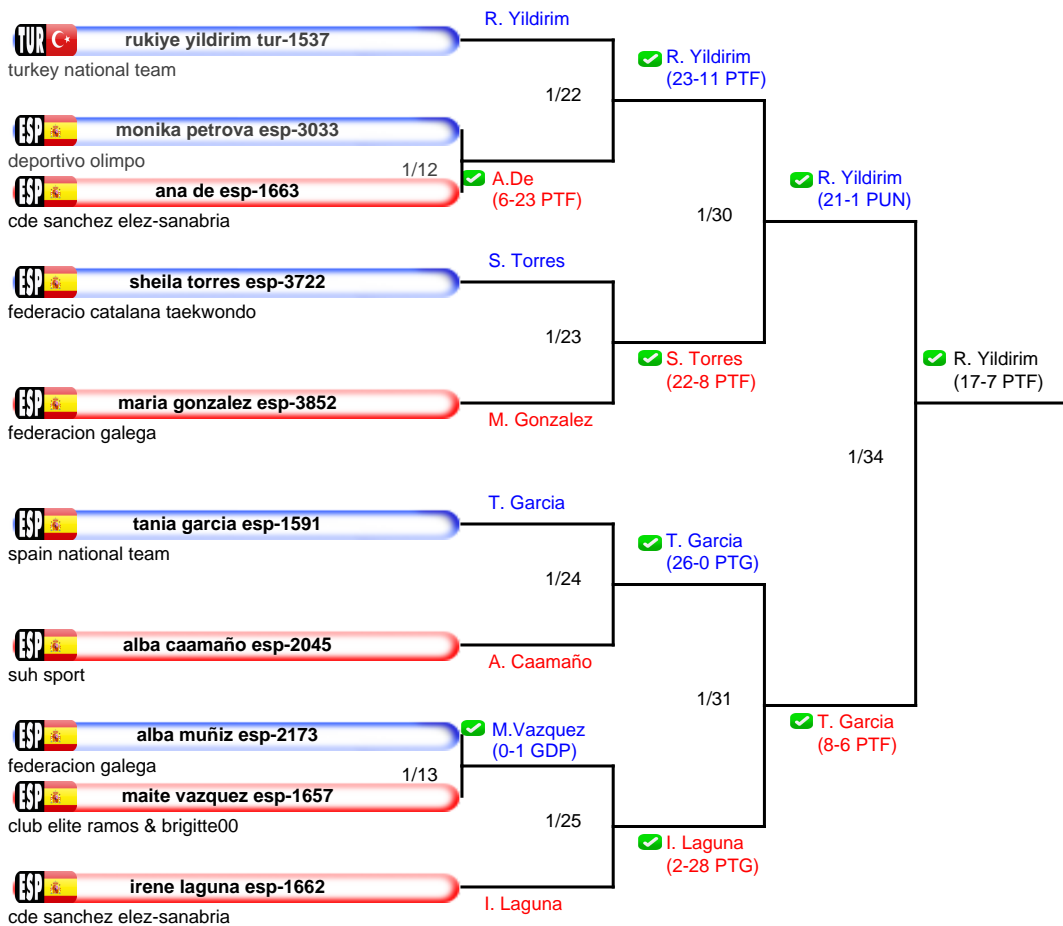 R. Yildirim
TUR rukiye yildirim tur-1537
turkey national team
R. Yildirim
(23-11 PTF)
1/22
ESP monika petrova esp-3033
deportivo olimpo
1/12
A.De
(6-23 PTF)
ESP ana de esp-1663
cde sanchez elez-sanabria
R. Yildirim
(21-1 PUN)
1/30
S. Torres
ESP sheila torres esp-3722
federacio catalana taekwondo
1/23
S. Torres
(22-8 PTF)
R. Yildirim
(17-7 PTF)
ESP maria gonzalez esp-3852
M. Gonzalez
federacion galega
1/34
T. Garcia
ESP tania garcia esp-1591
spain national team
T. Garcia
(26-0 PTG)
1/24
ESP alba caamaño esp-2045
A. Caamaño
suh sport
1/31
ESP alba muñiz esp-2173
M.Vazquez
(0-1 GDP)
T. Garcia
(8-6 PTF)
federacion galega
1/13
ESP maite vazquez esp-1657
club elite ramos & brigitte00
1/25
I. Laguna
(2-28 PTG)
ESP irene laguna esp-1662
I. Laguna
cde sanchez elez-sanabria